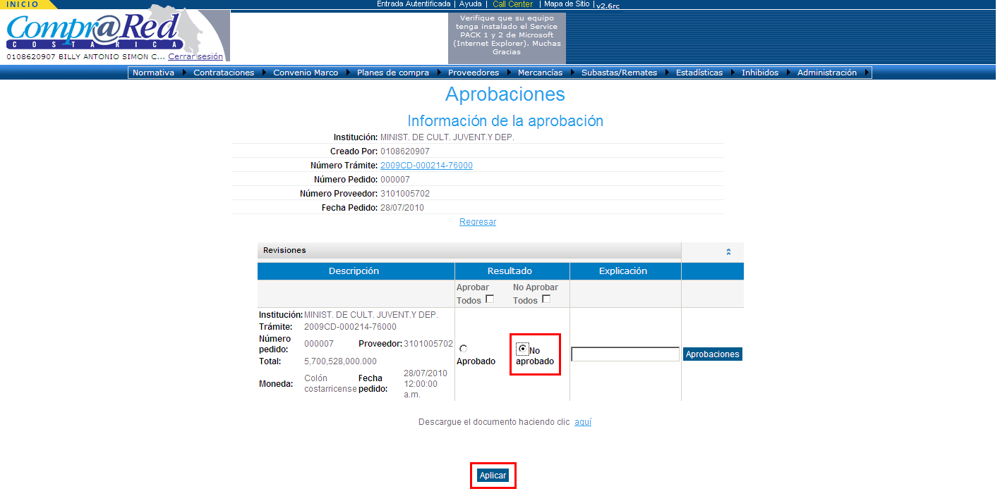 INICIO
Entrada Autentificada | Ayuda | Call Center | Mapa de Sitio | v2.6rc
Compr@Red
COSTA RICA
0108620907 BILLY ANTONIO SIMON C... Cerrar sesión
Verifique que su equipo
tenga instalado el Service
PACK 1 y 2 de Microsoft
(Internet Explorer). Muchas
Gracias
Normativa Contrataciones Convenio Marco Planes de compra Proveedores Mercancías Subastas/Remates Estadísticas Inhibidos Administración
Aprobaciones
Información de la aprobación
Institución: MINIST. DE CULT. JUVENT.Y DEP.
Creado Por: 0108620907
Número Trámite: 2009CD-000214-76000
Número Pedido: 000007
Número Proveedor: 3101005702
Fecha Pedido: 28/07/2010
Regresar
Revisiones
Descripción Resultado Explicación
Aprobar Todos No Aprobar Todos
Institución: MINIST. DE CULT. JUVENT.Y DEP.
Trámite: 2009CD-000214-76000
Número pedido: 000007 Proveedor: 3101005702
Total: 5,700,528,000.000
Moneda: Colón costarricense Fecha pedido: 28/07/2010 12:00:00 a.m.
Aprobado
No aprobado
Aprobaciones
Descargue el documento haciendo clic aquí
Aplicar